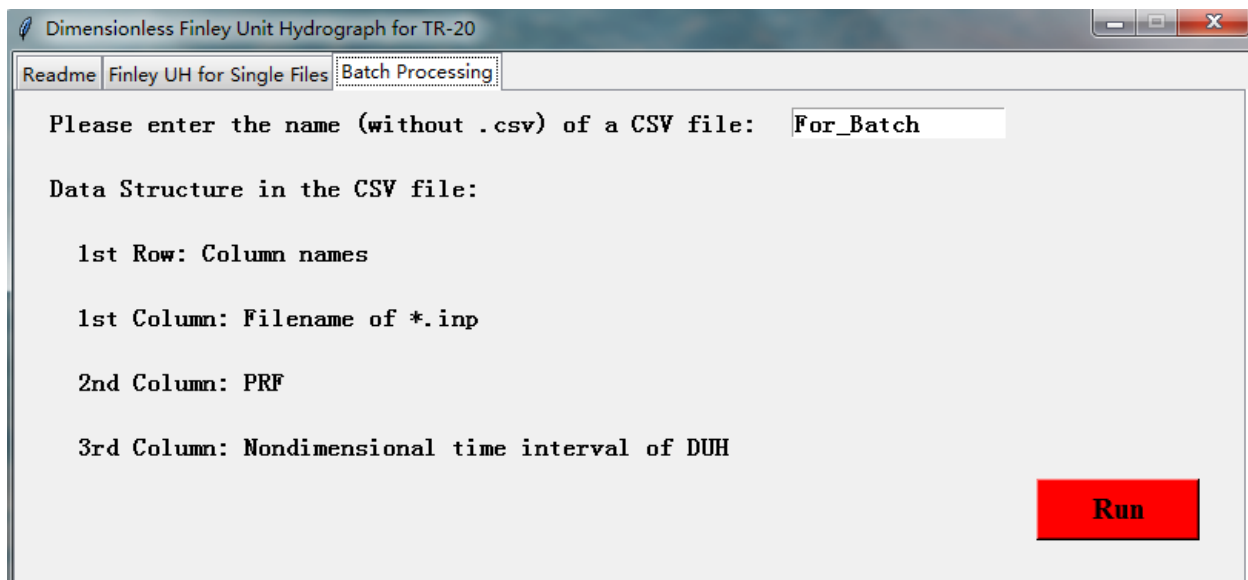 Dimensionless Finley Unit Hydrograph for TR-20
Readme Finley UH for Single Files Batch Processing
Please enter the name (without .csv) of a CSV file: For_Batch
Data Structure in the CSV file:
1st Row: Column names
1st Column: Filename of *.inp
2nd Column: PRF
3rd Column: Nondimensional time interval of DUH
Run